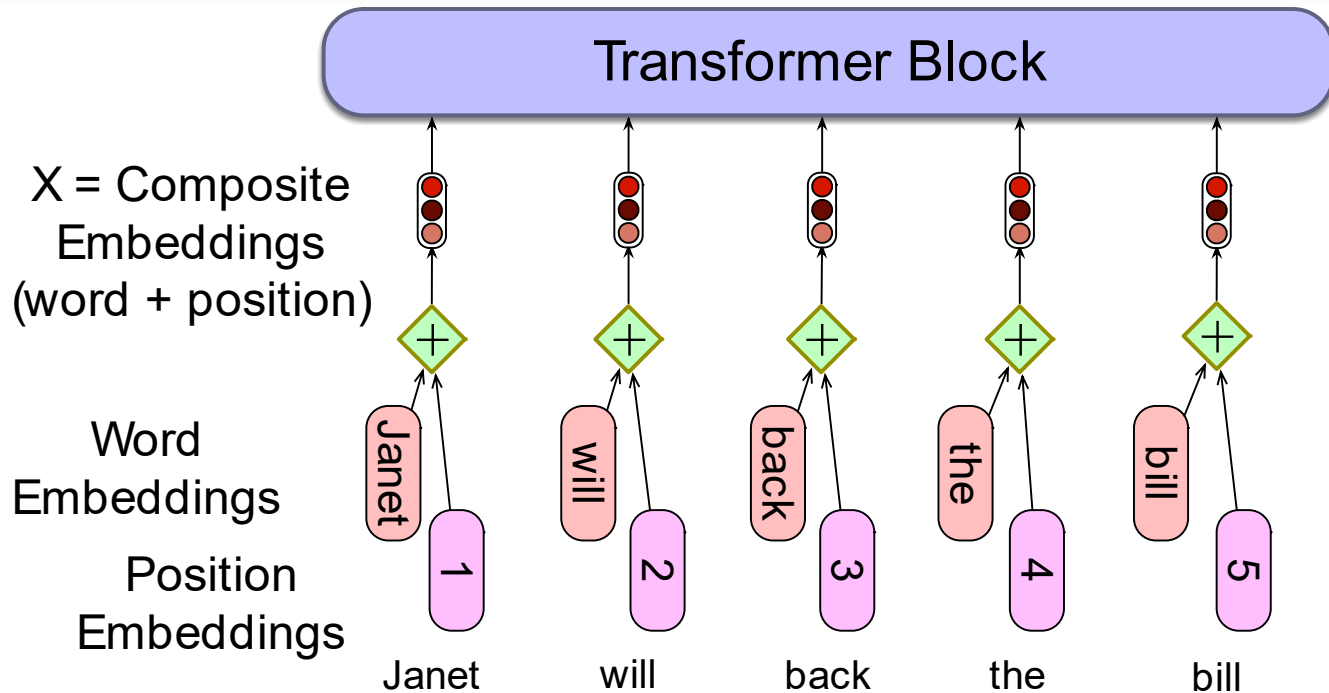 Transformer Block
X = Composite
Embeddings
(word + position)
+ + + + +
Word
Embeddings
Janet will back the bill
Position
Embeddings
1 2 3 4 5
Janet will back the bill